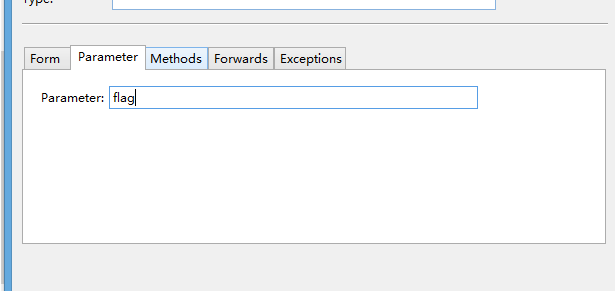 Type:
Form Parameter Methods Forwards Exceptions
Parameter: flag